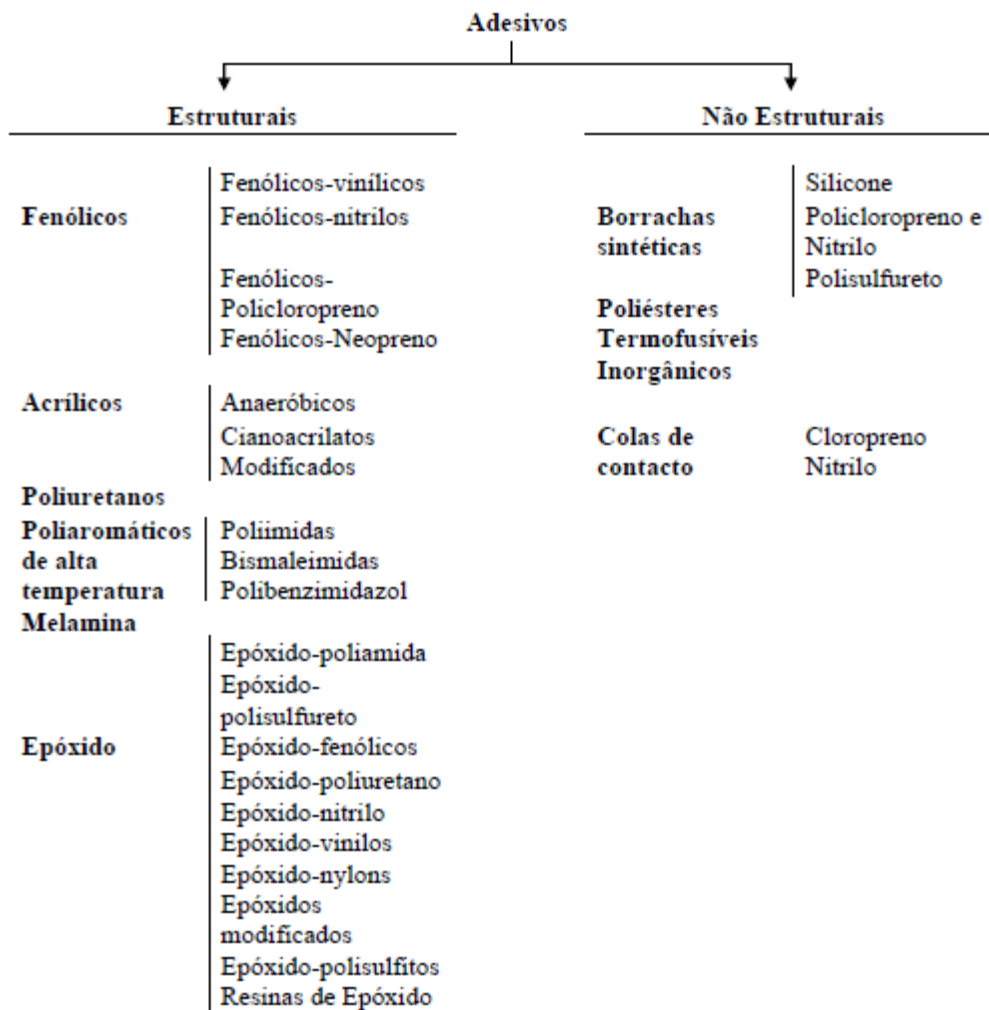 Adesivos
Estruturais
Fenólicos
Fenólicos-vinílicos
Fenólicos-nitrilos
Fenólicos-
Policloropreno
Fenólicos-Neopreno
Acrílicos
Anaeróbicos
Cianoacrilatos
Modificados
Poliuretanos
Poliaromáticos
de alta
temperatura
Poliimidas
Bismaleimidas
Polibenzimidazol
Melamina
Epóxido
Epóxido-poliamida
Epóxido-
polisulfureto
Epóxido-fenólicos
Epóxido-poliuretano
Epóxido-nitrilo
Epóxido-vinilos
Epóxido-nylons
Epóxidos
modificados
Epóxido-polisulfitos
Resinas de Epóxido
Não Estruturais
Borrachas
sintéticas
Silicone
Policloropreno e
Nitrilo
Polisulfureto
Poliésteres
Termofusíveis
Inorgânicos
Colas de
contacto
Cloropreno
Nitrilo